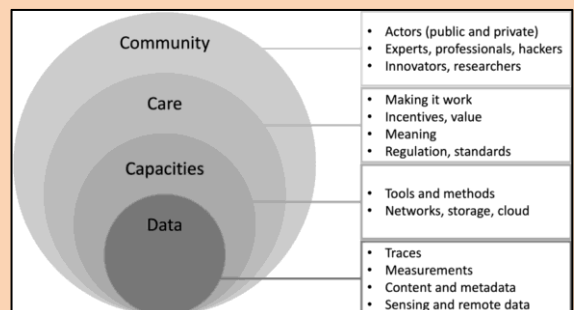 Community
• Actors (public and private)
• Experts, professionals, hackers
• Innovators, researchers
Care
• Making it work
• Incentives, value
• Meaning
• Regulation, standards
Capacities
• Tools and methods
• Networks, storage, cloud
Data
• Traces
• Measurements
• Content and metadata
• Sensing and remote data